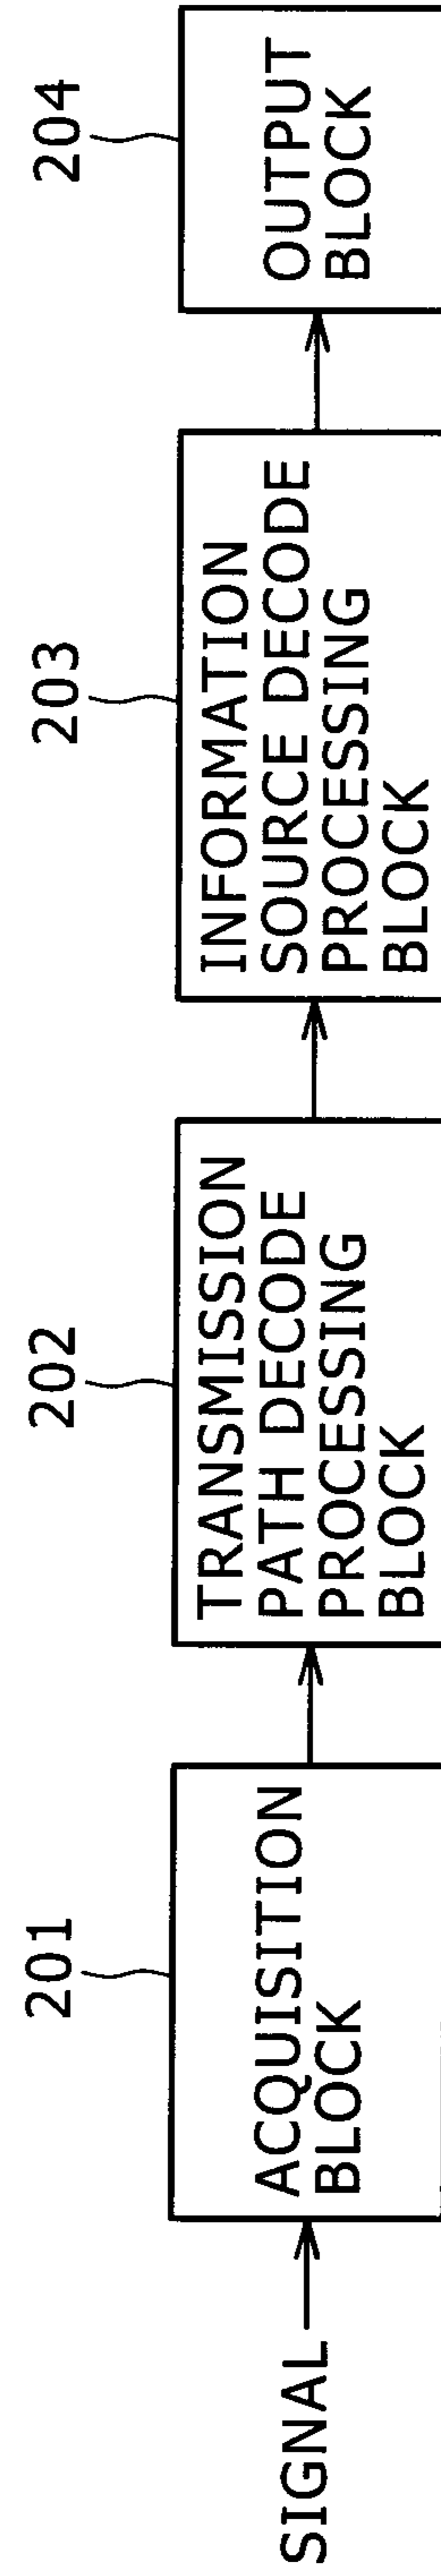 201
202
203
204
SIGNAL
ACQUISITION
BLOCK
TRANSMISSION
PATH DECODE
PROCESSING
BLOCK
INFORMATION
SOURCE DECODE
PROCESSING
BLOCK
OUTPUT
BLOCK